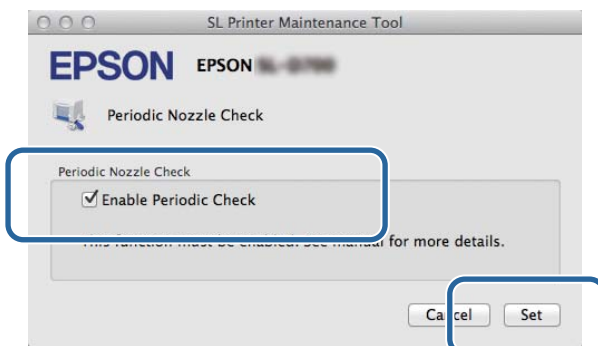 SL Printer Maintenance Tool
EPSON EPSON
Periodic Nozzle Check
Periodic Nozzle Check
Enable Periodic Check
This function must be enabled. See manual for more details.
Cancel Set